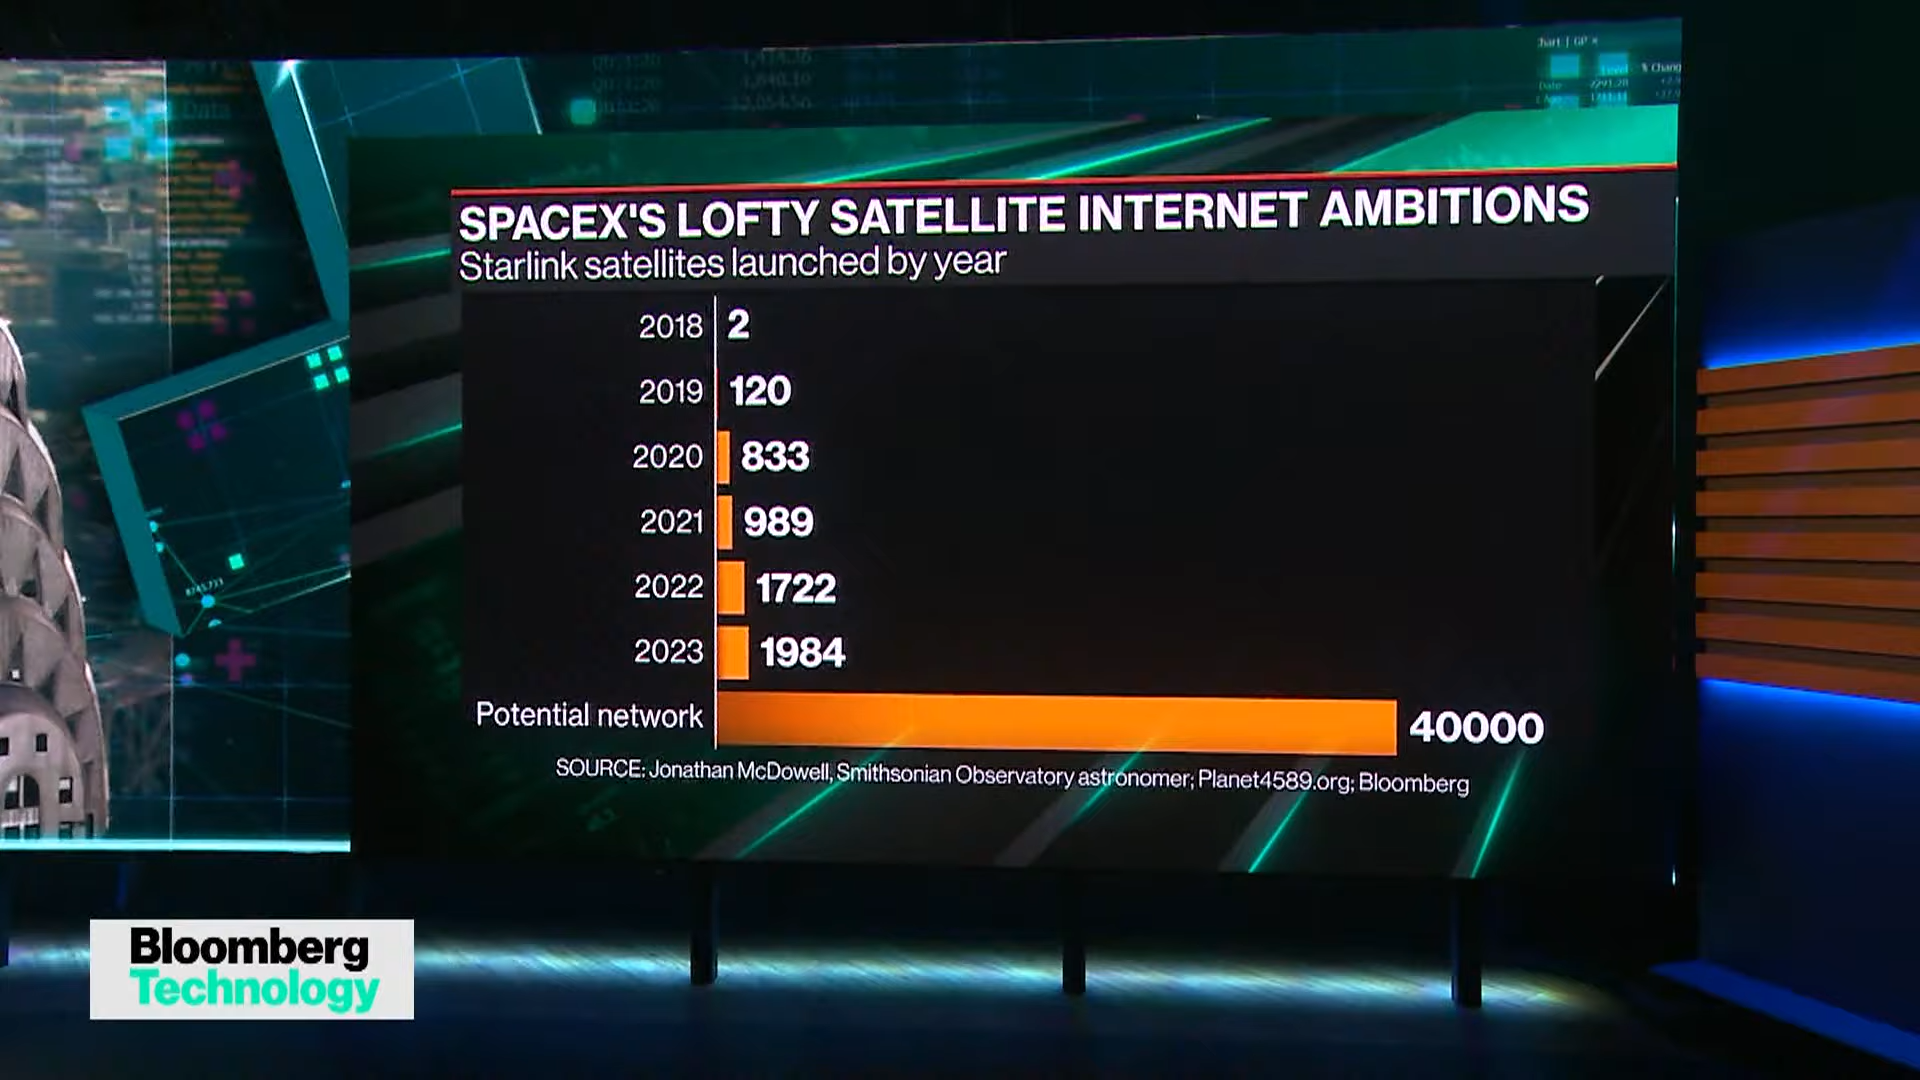 SPACEX'S LOFTY SATELLITE INTERNET AMBITIONS
Starlink satellites launched by year
2018 2
2019 120
2020 833
2021 989
2022 1722
2023 1984
Potential network 40000
SOURCE: Jonathan McDowell, Smithsonian Observatory astronomer; Planet4589.org; Bloomberg
Bloomberg
Technology